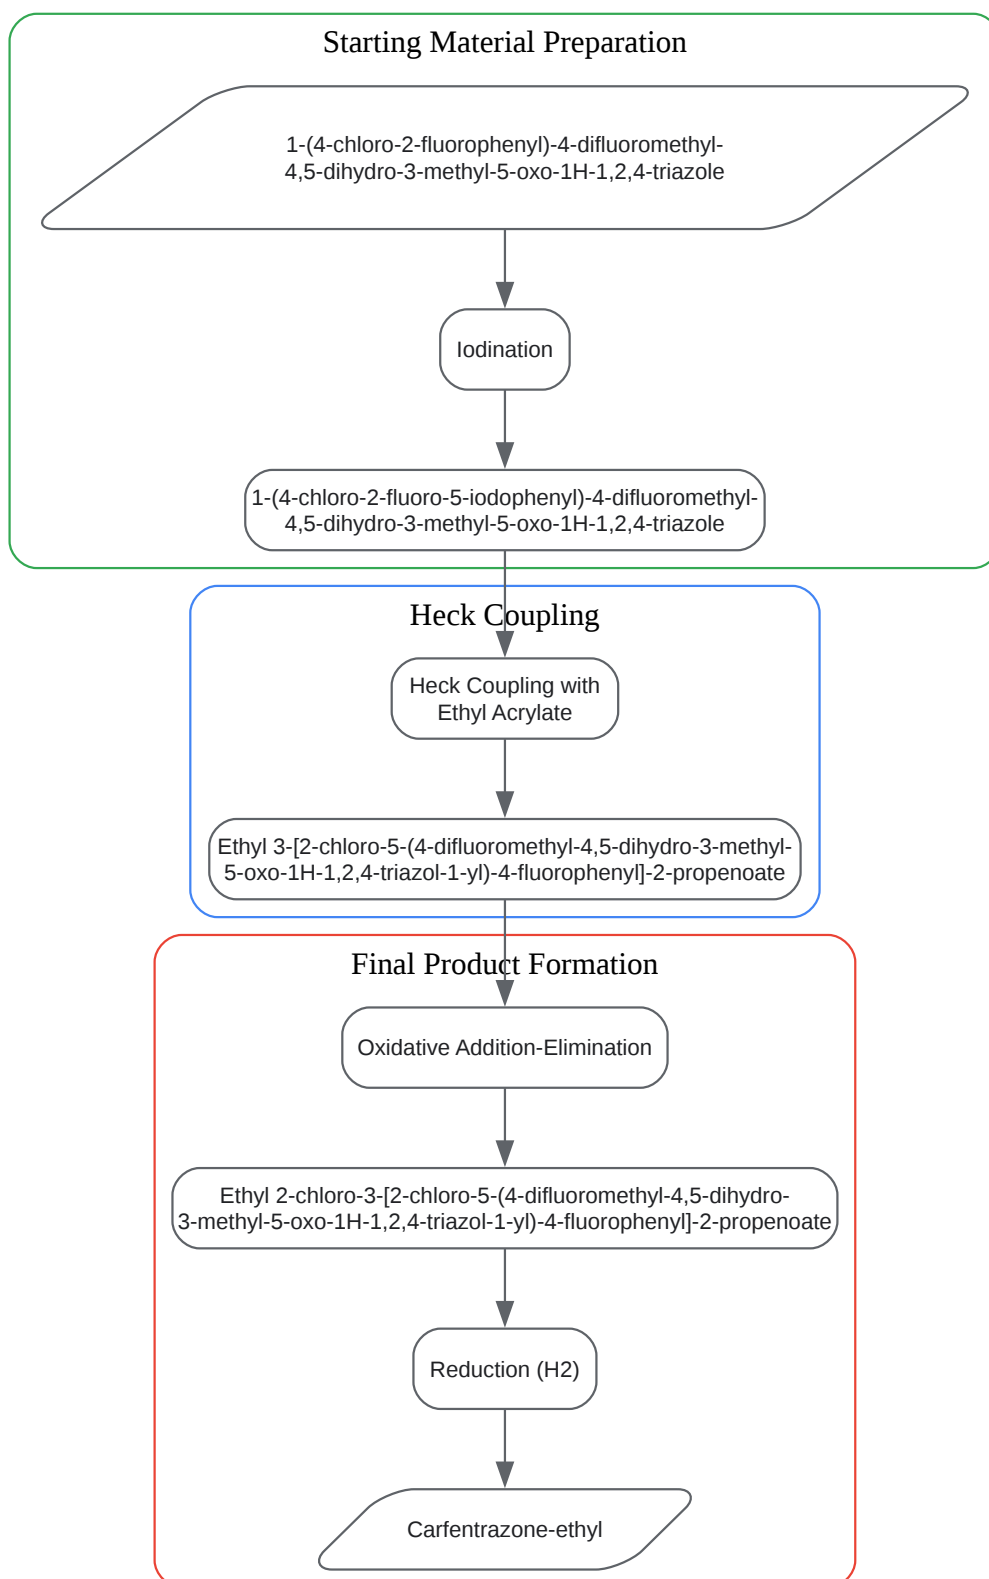 Starting Material Preparation
1-(4-chloro-2-fluorophenyl)-4-difluoromethyl-
4,5-dihydro-3-methyl-5-oxo-1H-1,2,4-triazole
Iodination
1-(4-chloro-2-fluoro-5-iodophenyl)-4-difluoromethyl-
4,5-dihydro-3-methyl-5-oxo-1H-1,2,4-triazole
Heck Coupling
Heck Coupling with
Ethyl Acrylate
Ethyl 3-[2-chloro-5-(4-difluoromethyl-4,5-dihydro-3-methyl-
5-oxo-1H-1,2,4-triazol-1-yl)-4-fluorophenyl]-2-propenoate
Final Product Formation
Oxidative Addition-Elimination
Ethyl 2-chloro-3-[2-chloro-5-(4-difluoromethyl-4,5-dihydro-
3-methyl-5-oxo-1H-1,2,4-triazol-1-yl)-4-fluorophenyl]-2-propenoate
Reduction (H2)
Carfentrazone-ethyl